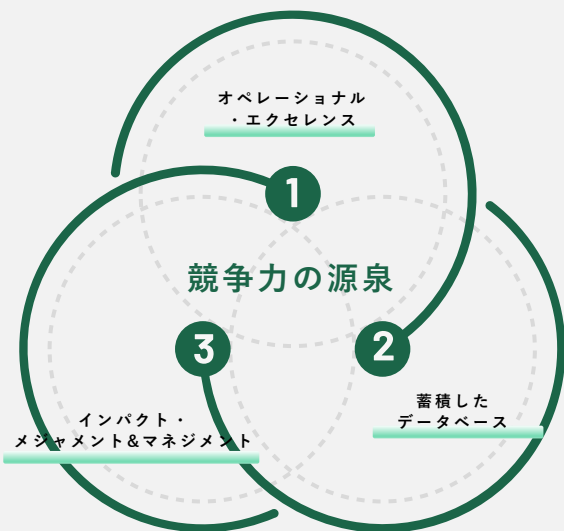 オペレーショナル
・エクセレンス
1
競争力の源泉
3
2
蓄積した
データベース
インパクト・
メジャメント&マネジメント